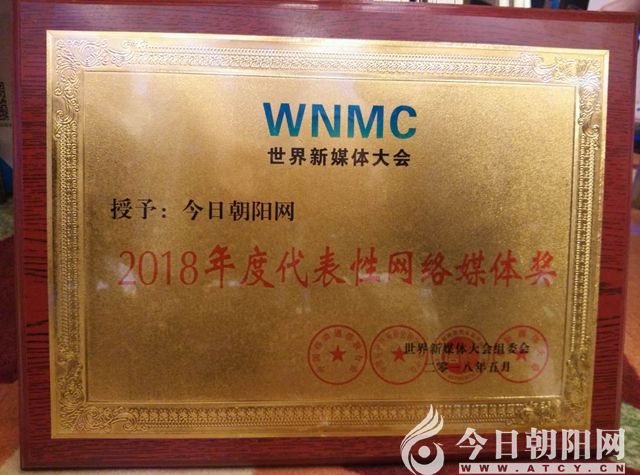 WNMC
世界新媒体大会
授予：今日朝阳网
2018年度代表性网络媒体奖
世界新媒体大会组委会
二零一八年五月
今日朝阳网
WWW.ATCY.CN